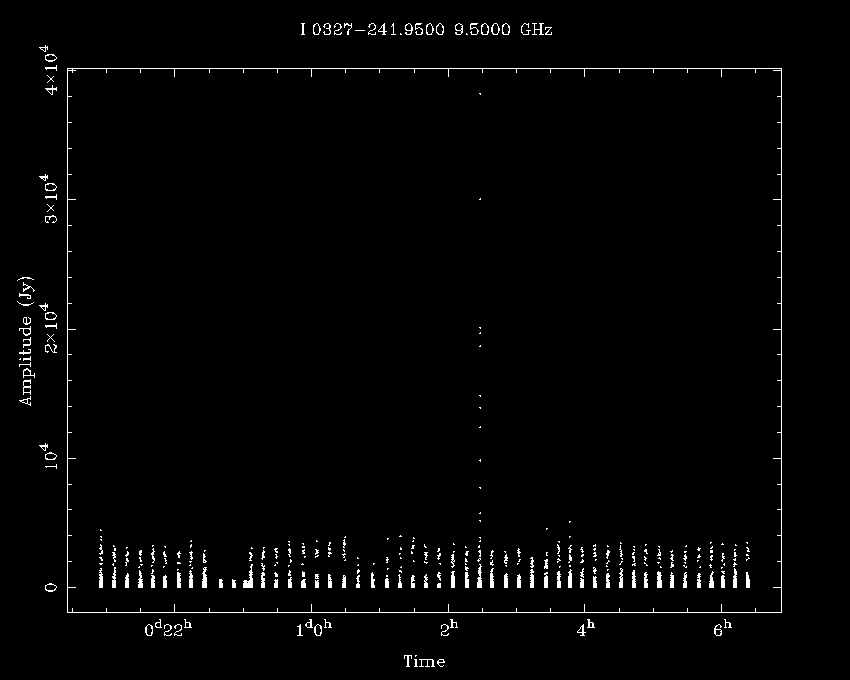 I 0327-241.9500 9.5000 GHz
4×10⁴
3×10⁴
2×10⁴
10⁴
0
Amplitude (Jy)
0ᵈ22ʰ 1ᵈ0ʰ 2ʰ 4ʰ 6ʰ
Time